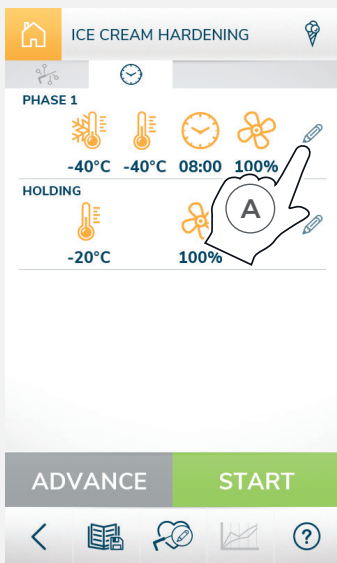 ICE CREAM HARDENING
PHASE 1
-40°C -40°C 08:00 100%
HOLDING
A
-20°C 100%
ADVANCE START
?